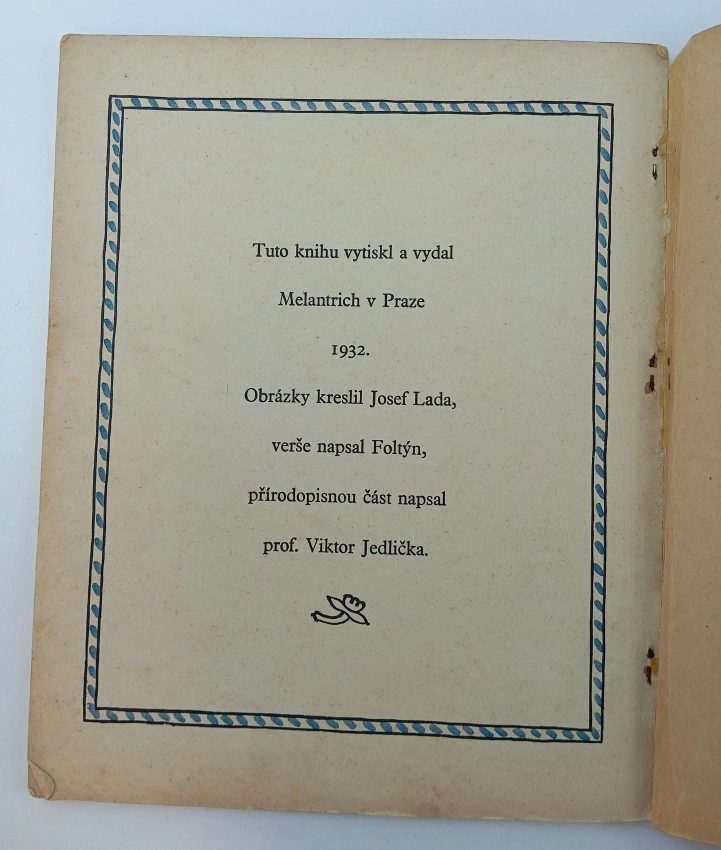 Tuto knihu vytiskl a vydal
Melantrich v Praze
1932.
Obrázky kreslil Josef Lada,
verše napsal Foltýn,
přírodopisnou část napsal
prof. Viktor Jedlička.